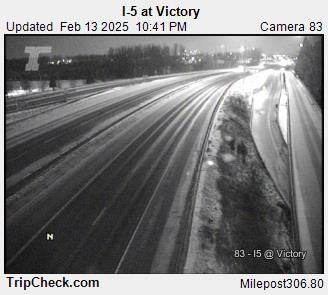 I-5 at Victory
Updated Feb 13 2025 10:41 PM Camera 83
N
83 - I5 @ Victory
TripCheck.com Milepost306.80